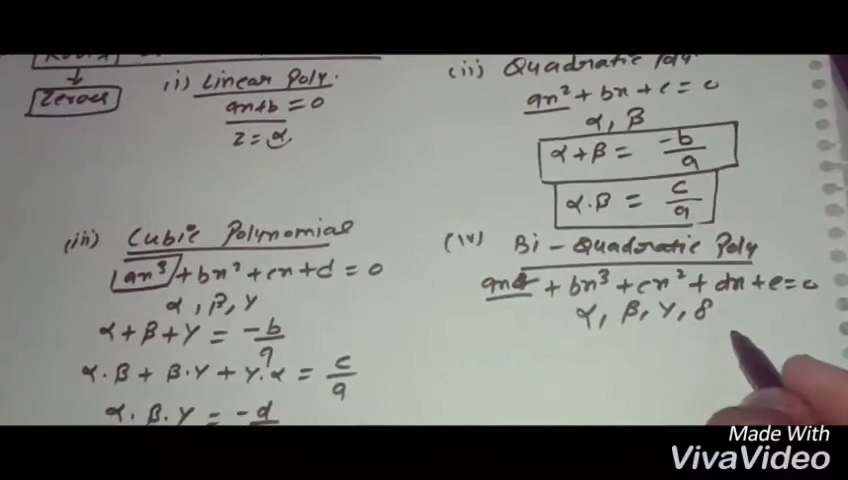 Zeroes
(i) Linear Poly.
ax+b = 0
z = α
(ii) Quadratic Poly.
ax² + bx + c = 0
α, β
α + β = -b/a
α . β = c/a
(iii) Cubic Polynomial
ax³ + bx² + cx + d = 0
α, β, γ
α + β + γ = -b/a
α . β + β . γ + γ . α = c/a
α . β . γ = -d
(iv) Bi - Quadratic Poly
ax4 + bx³ + cx² + dx + e = 0
α, β, γ, δ
Made With
VivaVideo